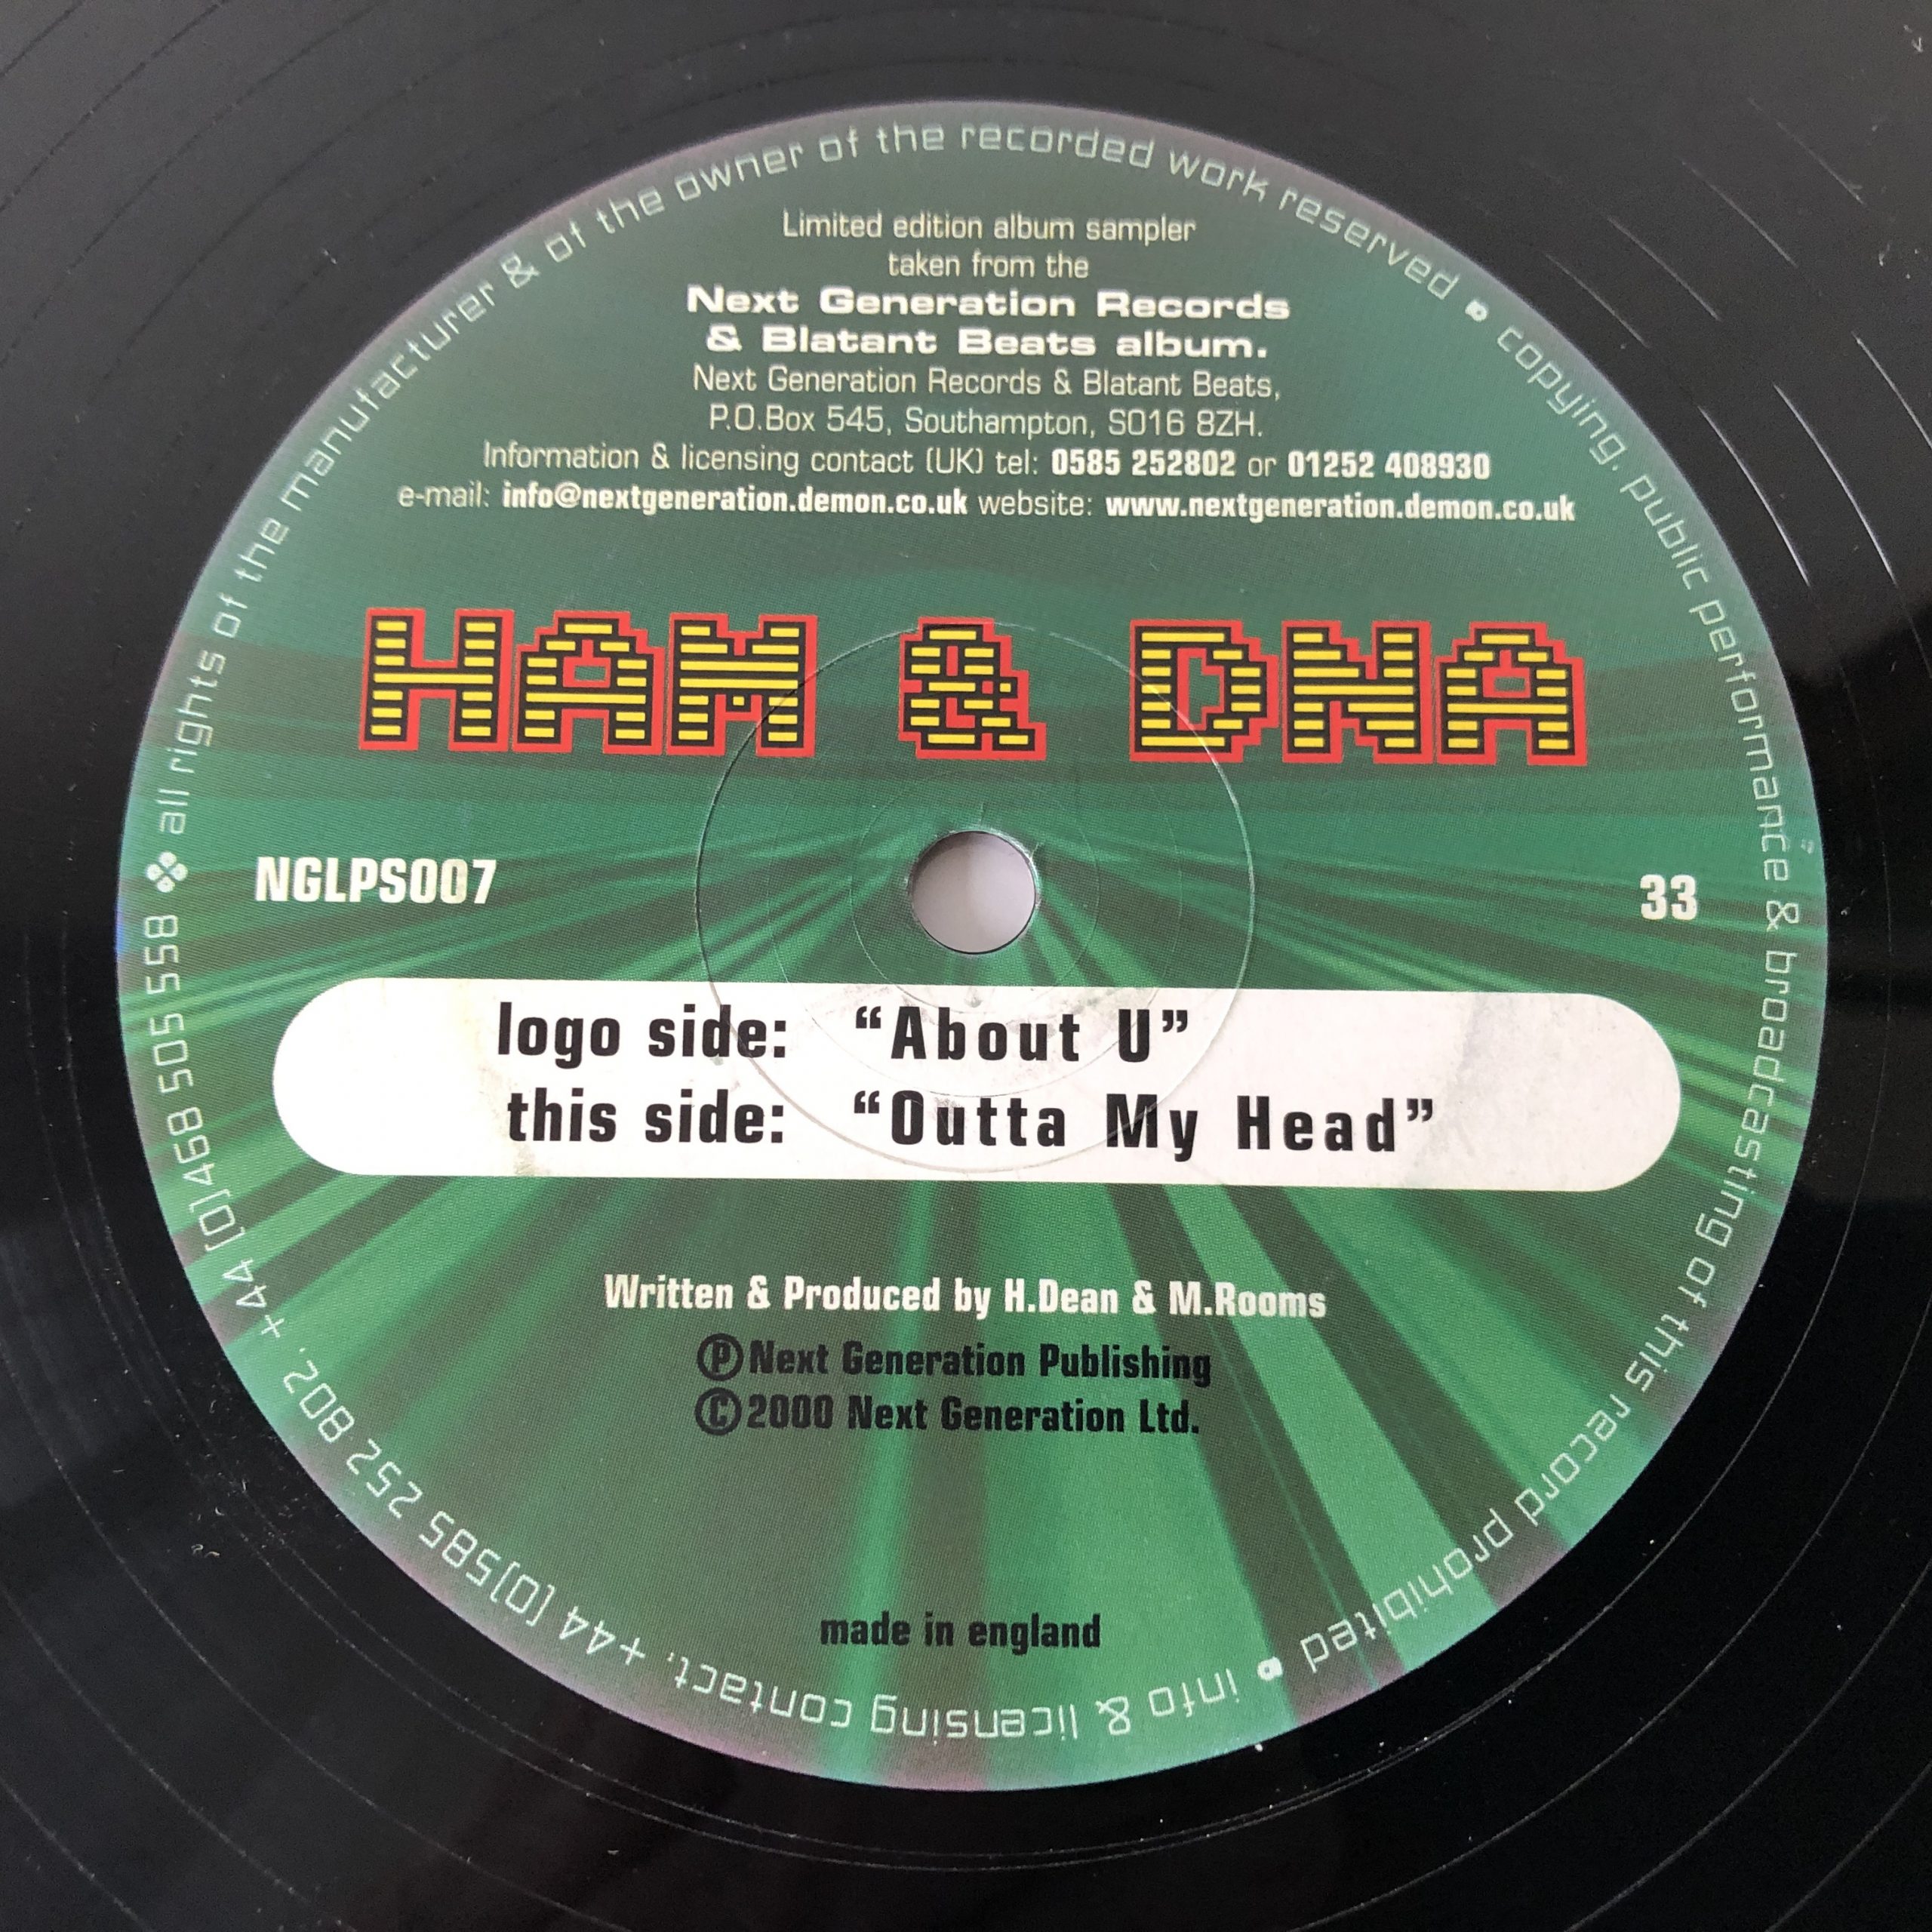 all rights of the manufacturer & of the owner of the recorded work reserved • copying, public performance & broadcasting of this record prohibited • info & licensing contact. +44 [0]585 252 802. +44 [0]468 505 558
Limited edition album sampler
taken from the
Next Generation Records
& Blatant Beats album.
Next Generation Records & Blatant Beats,
P.O.Box 545, Southampton, SO16 8ZH.
Information & licensing contact (UK) tel: 0585 252802 or 01252 408930
e-mail: info@nextgeneration.demon.co.uk website: www.nextgeneration.demon.co.uk
HAM & DNA
NGLPS007 33
logo side: “About U”
this side: “Outta My Head”
Written & Produced by H.Dean & M.Rooms
Ⓟ Next Generation Publishing
© 2000 Next Generation Ltd.
made in england